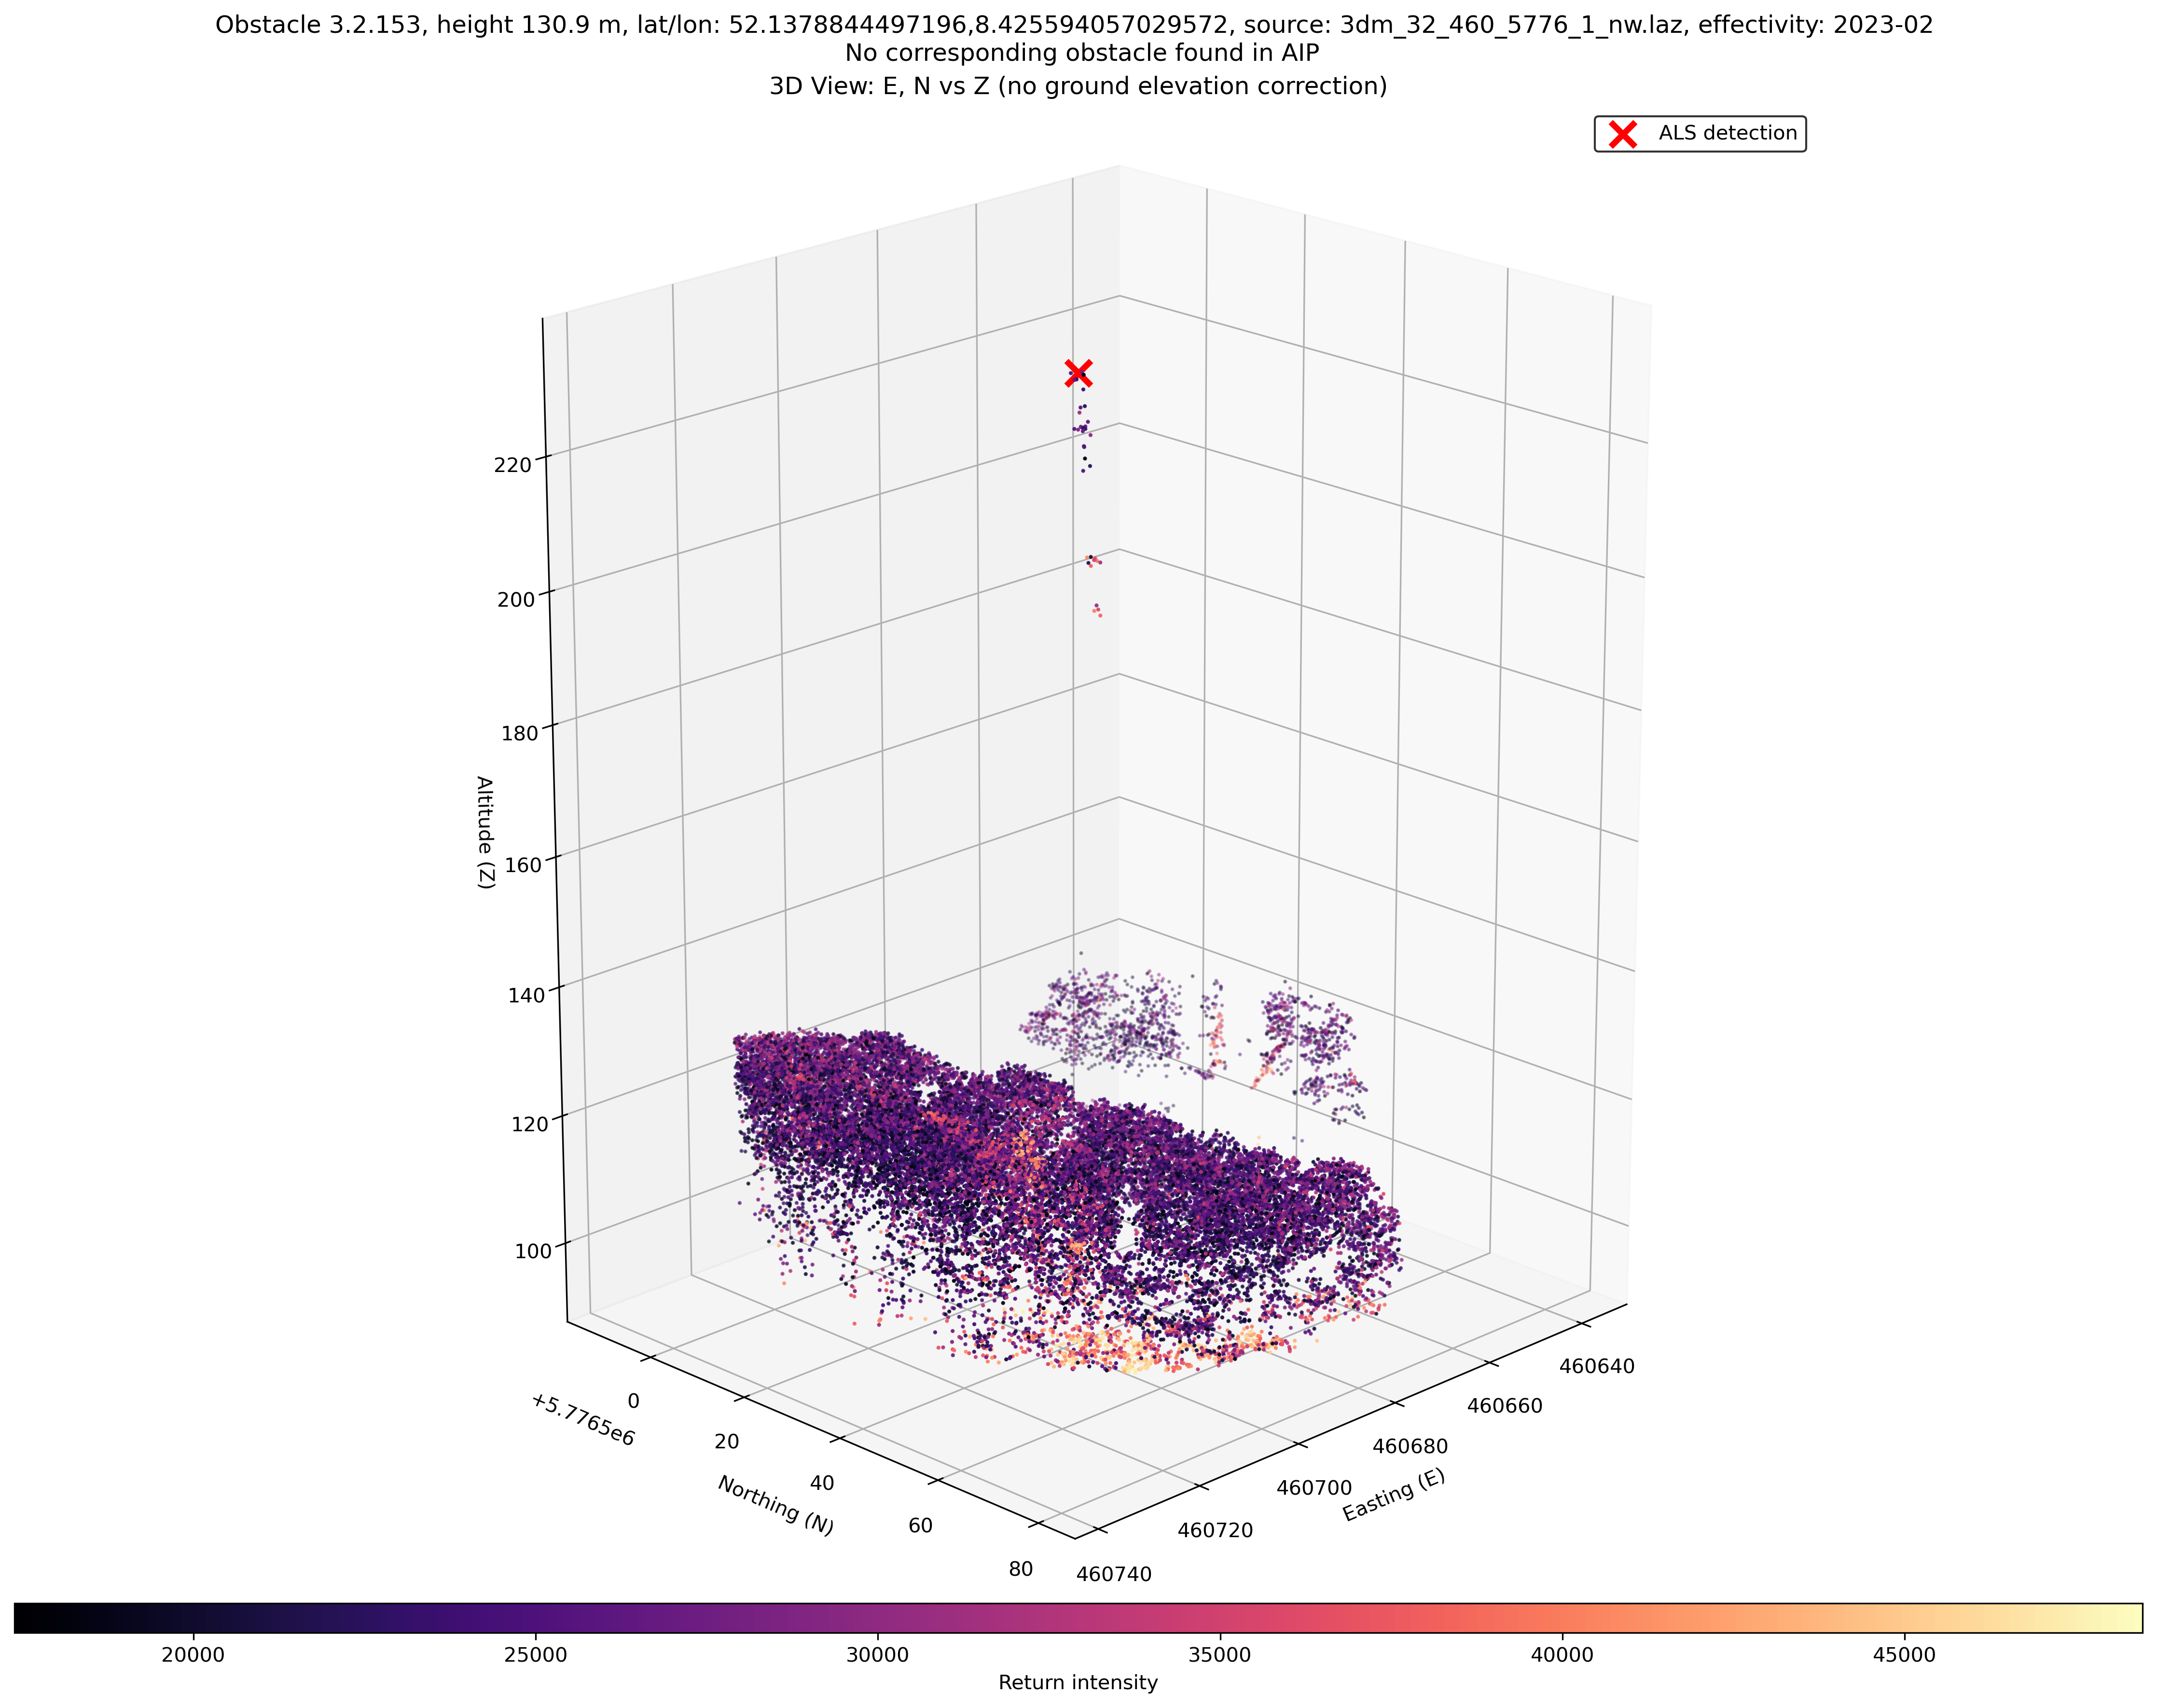 Obstacle 3.2.153, height 130.9 m, lat/lon: 52.1378844497196,8.425594057029572, source: 3dm_32_460_5776_1_nw.laz, effectivity: 2023-02
No corresponding obstacle found in AIP
3D View: E, N vs Z (no ground elevation correction)
ALS detection
220
200
180
160
140
120
100
Altitude (Z)
0
20
40
60
80
+5.7765e6
Northing (N)
460640
460660
460680
460700
460720
460740
Easting (E)
20000
25000
30000
35000
40000
45000
Return intensity